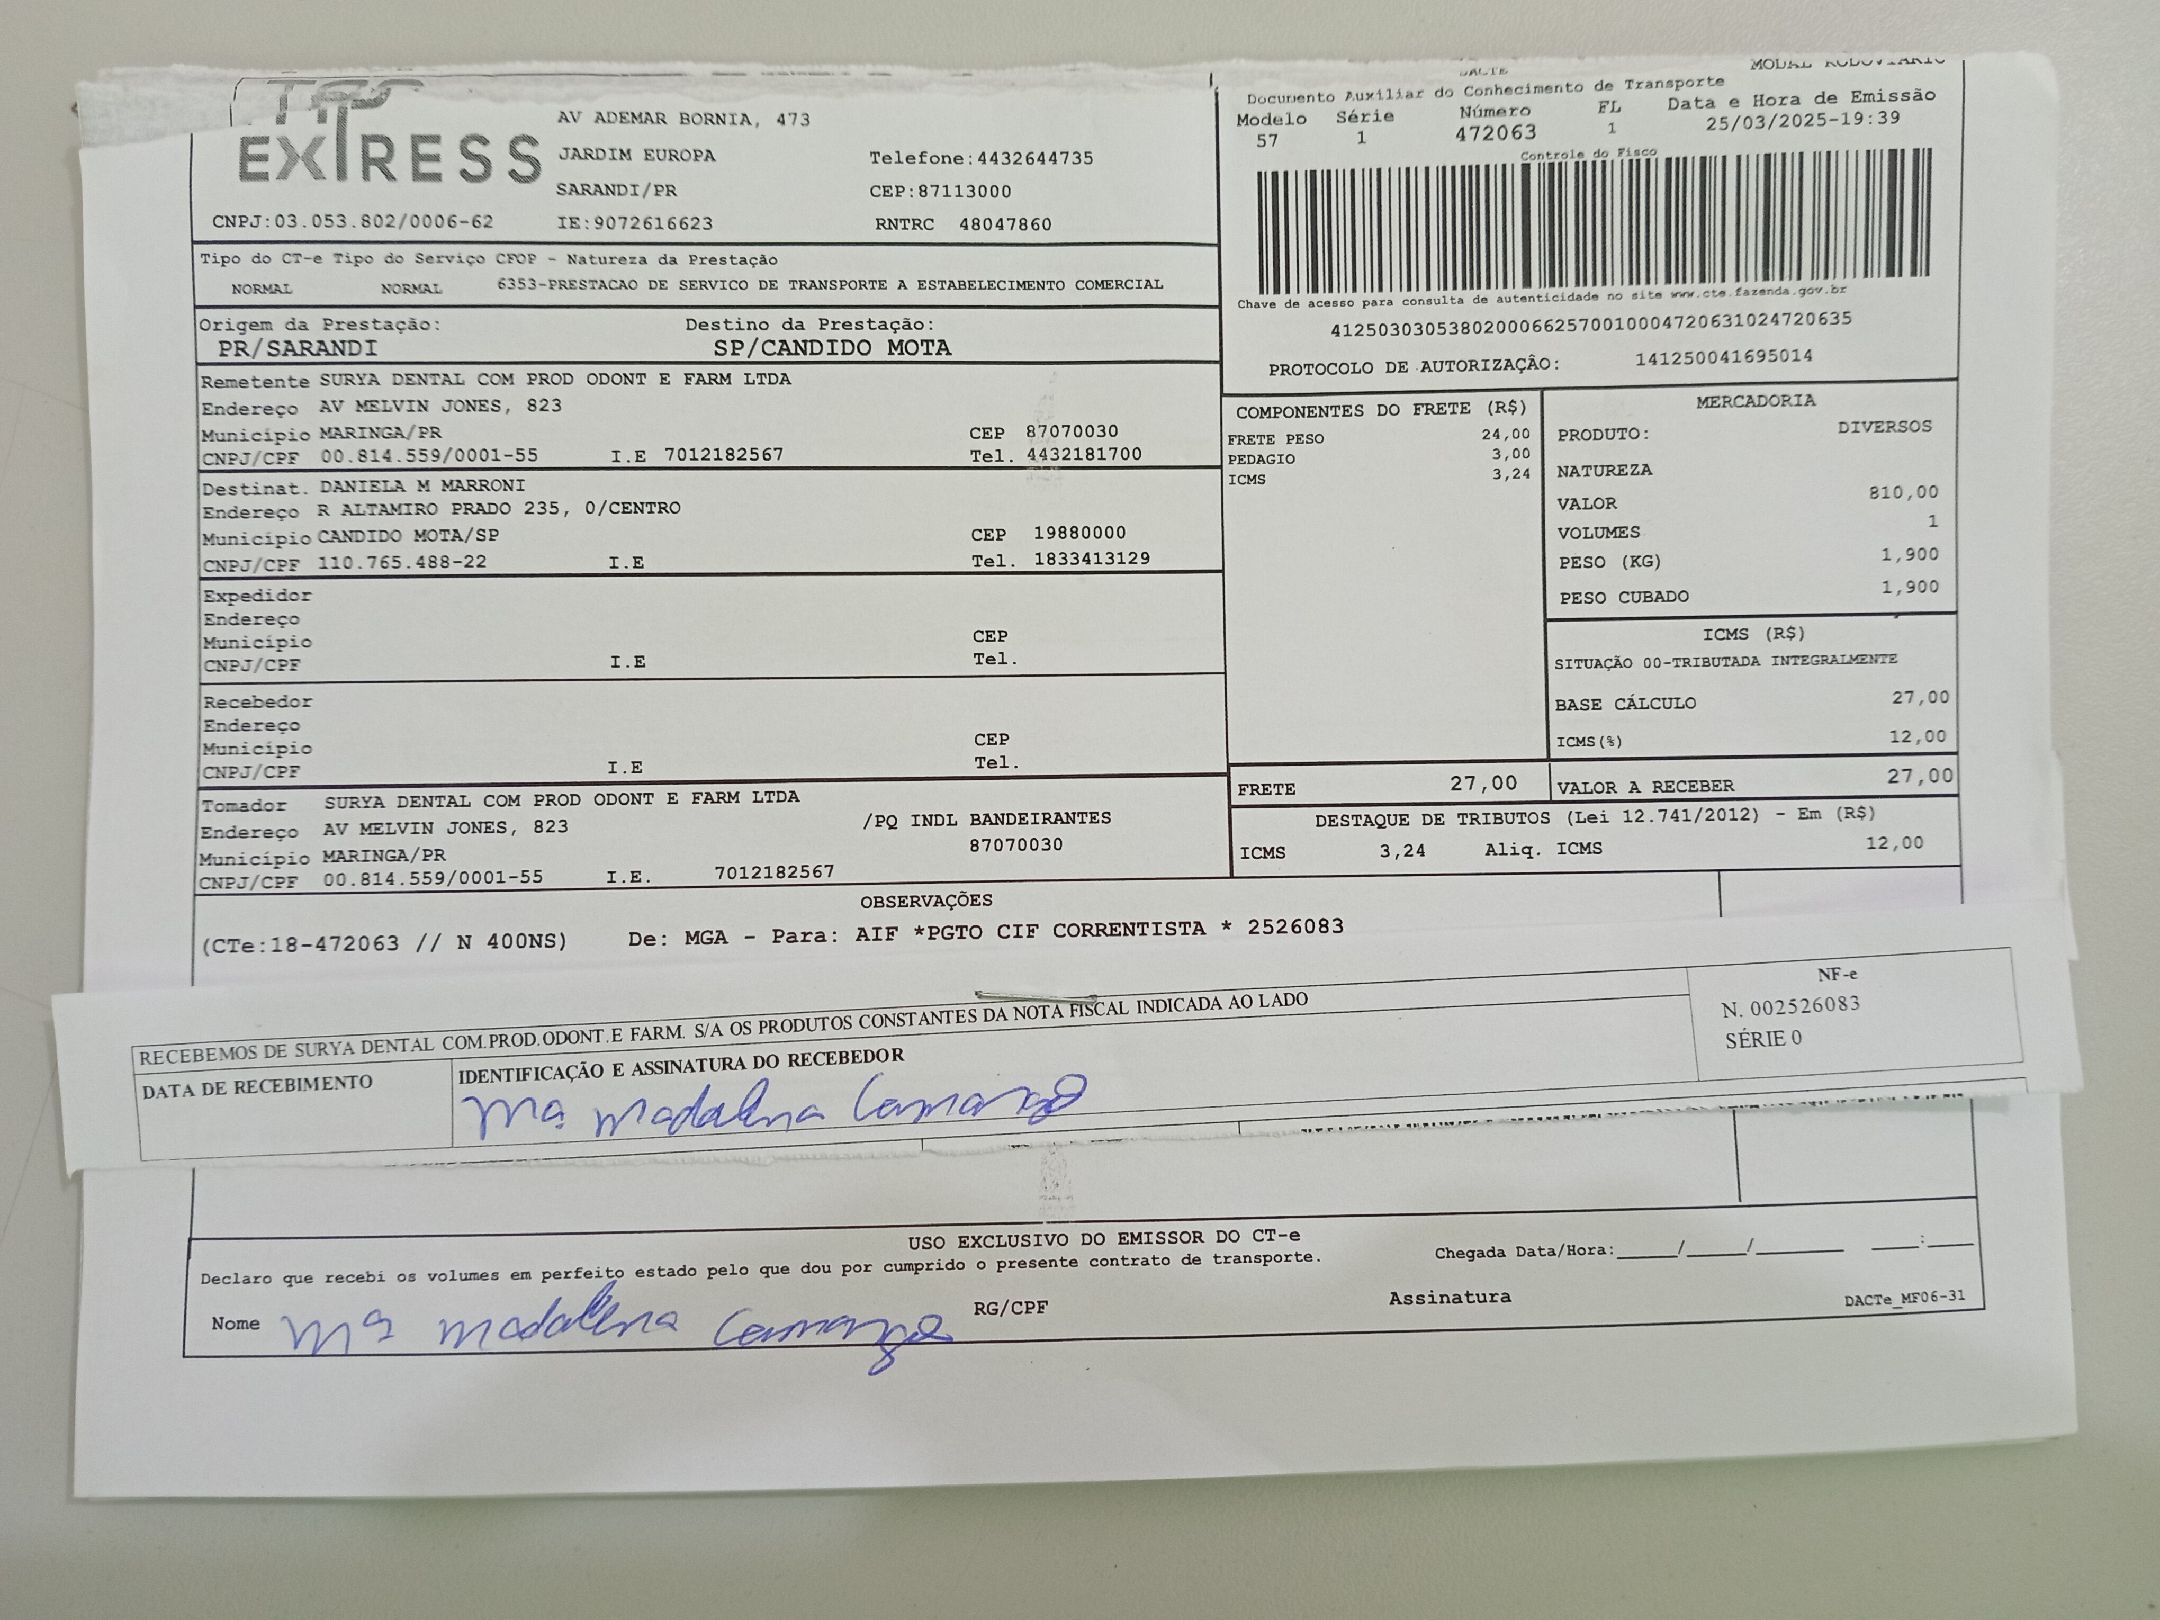 EXPRESS
AV ADEMAR BORNIA, 473
JARDIM EUROPA
Telefone:4432644735
SARANDI/PR
CEP:87113000
CNPJ:03.053.802/0006-62
IE:9072616623
RNTRC 48047860
DACTE
MODAL RODOVIARIO
Documento Auxiliar do Conhecimento de Transporte
Modelo Série Número FL Data e Hora de Emissão
57 1 472063 1 25/03/2025-19:39
Controle do Fisco
Chave de acesso para consulta de autenticidade no site www.cte.fazenda.gov.br
41250303053802000662570010004720631024720635
PROTOCOLO DE AUTORIZAÇÃO: 141250041695014
Tipo do CT-e Tipo do Serviço CFOP - Natureza da Prestação
NORMAL NORMAL 6353-PRESTACAO DE SERVICO DE TRANSPORTE A ESTABELECIMENTO COMERCIAL
Origem da Prestação: Destino da Prestação:
PR/SARANDI SP/CANDIDO MOTA
Remetente SURYA DENTAL COM PROD ODONT E FARM LTDA
Endereço AV MELVIN JONES, 823
Município MARINGA/PR CEP 87070030
CNPJ/CPF 00.814.559/0001-55 I.E 7012182567 Tel. 4432181700
Destinat. DANIELA M MARRONI
Endereço R ALTAMIRO PRADO 235, 0/CENTRO
Município CANDIDO MOTA/SP CEP 19880000
CNPJ/CPF 110.765.488-22 I.E Tel. 1833413129
Expedidor
Endereço
Município CEP
CNPJ/CPF I.E Tel.
Recebedor
Endereço
Município CEP
CNPJ/CPF I.E Tel.
Tomador SURYA DENTAL COM PROD ODONT E FARM LTDA
Endereço AV MELVIN JONES, 823 /PQ INDL BANDEIRANTES
Município MARINGA/PR 87070030
CNPJ/CPF 00.814.559/0001-55 I.E. 7012182567
COMPONENTES DO FRETE (R$)
FRETE PESO 24,00
PEDAGIO 3,00
ICMS 3,24
MERCADORIA
PRODUTO: DIVERSOS
NATUREZA
VALOR 810,00
VOLUMES 1
PESO (KG) 1,900
PESO CUBADO 1,900
ICMS (R$)
SITUAÇÃO 00-TRIBUTADA INTEGRALMENTE
BASE CÁLCULO 27,00
ICMS(%) 12,00
FRETE 27,00 VALOR A RECEBER 27,00
DESTAQUE DE TRIBUTOS (Lei 12.741/2012) - Em (R$)
ICMS 3,24 Aliq. ICMS 12,00
OBSERVAÇÕES
(CTe:18-472063 // N 400NS) De: MGA - Para: AIF *PGTO CIF CORRENTISTA * 2526083
RECEBEMOS DE SURYA DENTAL COM.PROD.ODONT.E FARM. S/A OS PRODUTOS CONSTANTES DA NOTA FISCAL INDICADA AO LADO
DATA DE RECEBIMENTO
IDENTIFICAÇÃO E ASSINATURA DO RECEBEDOR
Mª Madalena Camargo
NF-e
N. 002526083
SÉRIE 0
USO EXCLUSIVO DO EMISSOR DO CT-e
Declaro que recebi os volumes em perfeito estado pelo que dou por cumprido o presente contrato de transporte.
Chegada Data/Hora:_____/_____/_______ ____:____
Nome Mª Madalena Camargo RG/CPF Assinatura
DACTe_MF06-31